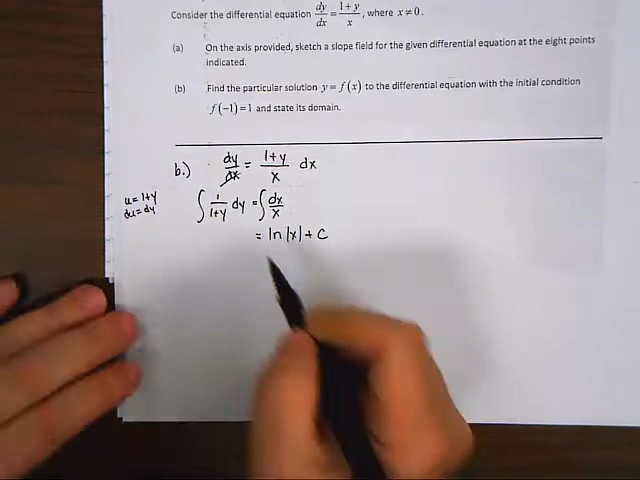 Consider the differential equation dy/dx = 1+y/x, where x ≠ 0.
(a) On the axis provided, sketch a slope field for the given differential equation at the eight points
indicated.
(b) Find the particular solution y = f(x) to the differential equation with the initial condition
f(−1) = 1 and state its domain.
b.) dy/dx = 1+y/x dx
u = 1+y
du = dy
∫ 1/1+y dy = ∫ dx/x
= ln|x| + C